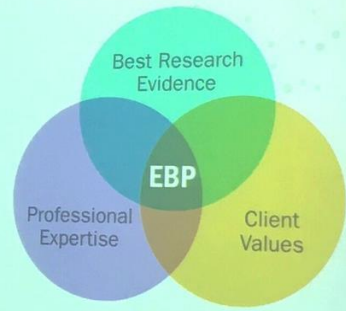 Best Research
Evidence
EBP
Professional
Expertise
Client
Values